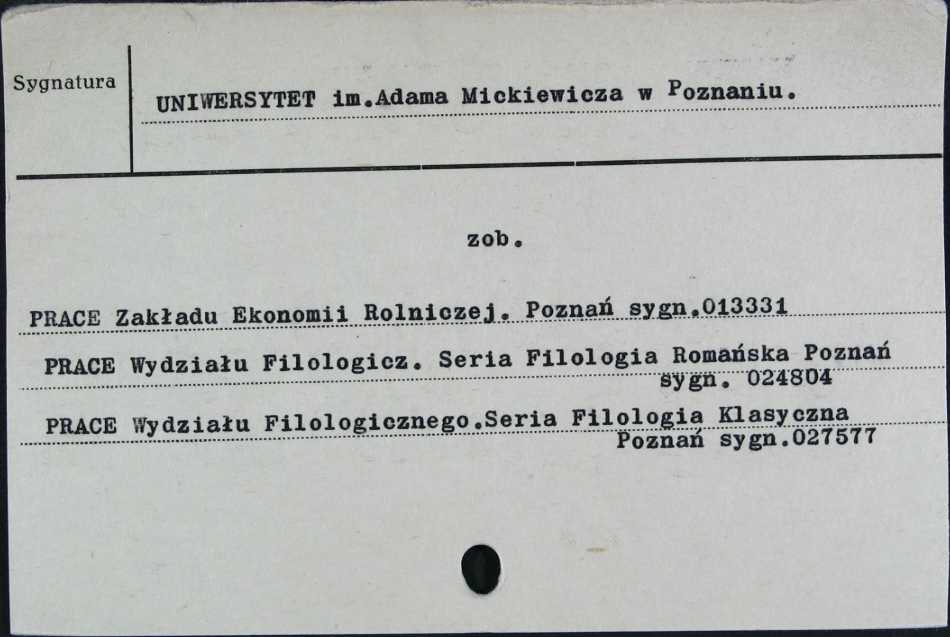 Sygnatura
UNIWERSYTET im.Adama Mickiewicza w Poznaniu.
zob.
PRACE Zakładu Ekonomii Rolniczej. Poznań sygn.013331
PRACE Wydziału Filologicz. Seria Filologia Romańska Poznań
sygn. 024804
PRACE Wydziału Filologicznego.Seria Filologia Klasyczna
Poznań sygn.027577